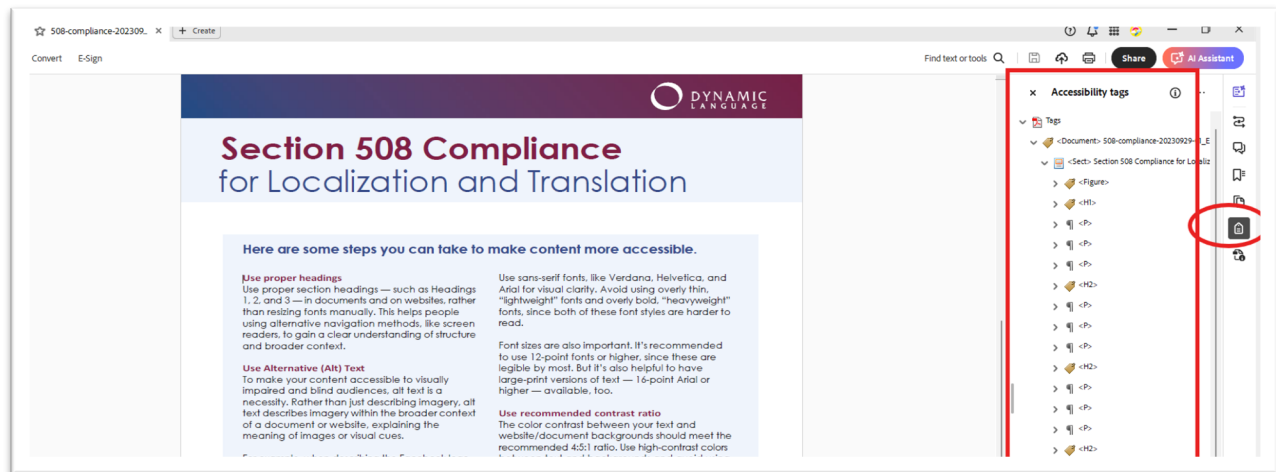 508-compliance-202309_
Create
Convert
E-Sign
Find text or tools
Share
AI Assistant
DYNAMIC
LANGUAGE
Section 508 Compliance
for Localization and Translation
Here are some steps you can take to make content more accessible.
Use proper headings
Use proper section headings — such as Headings
1, 2, and 3 — in documents and on websites, rather
than resizing fonts manually. This helps people
using alternative navigation methods, like screen
readers, to gain a clear understanding of structure
and broader context.
Use Alternative (Alt) Text
To make your content accessible to visually
impaired and blind audiences, alt text is a
necessity. Rather than just describing imagery, alt
text describes imagery within the broader context
of a document or website, explaining the
meaning of images or visual cues.
Use sans-serif fonts, like Verdana, Helvetica, and
Arial for visual clarity. Avoid using overly thin,
“lightweight” fonts and overly bold, “heavyweight”
fonts, since both of these font styles are harder to
read.
Font sizes are also important. It’s recommended
to use 12-point fonts or higher, since these are
legible by most. But it’s also helpful to have
large-print versions of text — 16-point Arial or
higher — available, too.
Use recommended contrast ratio
The color contrast between your text and
website/document backgrounds should meet the
recommended 4:5:1 ratio. Use high-contrast colors
Accessibility tags
Tags
<Document> 508-compliance-20230929-
<Sect> Section 508 Compliance for Localiz
<Figure>
<H1>
<P>
<P>
<P>
<H2>
<P>
<P>
<P>
<H2>
<P>
<P>
<P>
<H2>